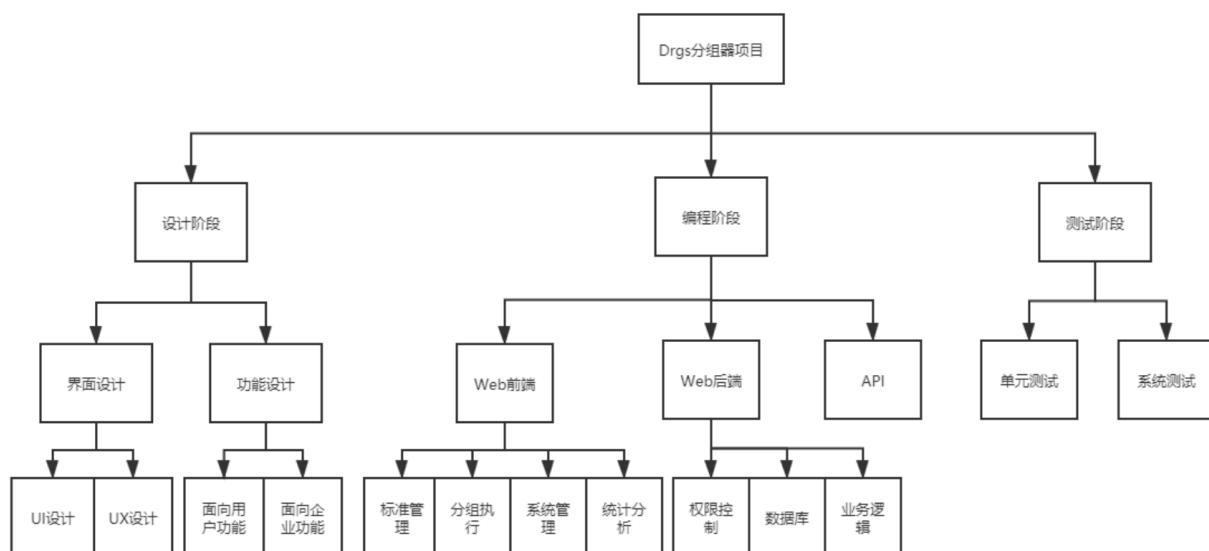 Drgs分组器项目
设计阶段
编程阶段
测试阶段
界面设计
功能设计
Web前端
Web后端
API
单元测试
系统测试
UI设计
UX设计
面向用
户功能
面向企
业功能
标准管
理
分组执
行
系统管
理
统计分
析
权限控
制
数据库
业务逻
辑